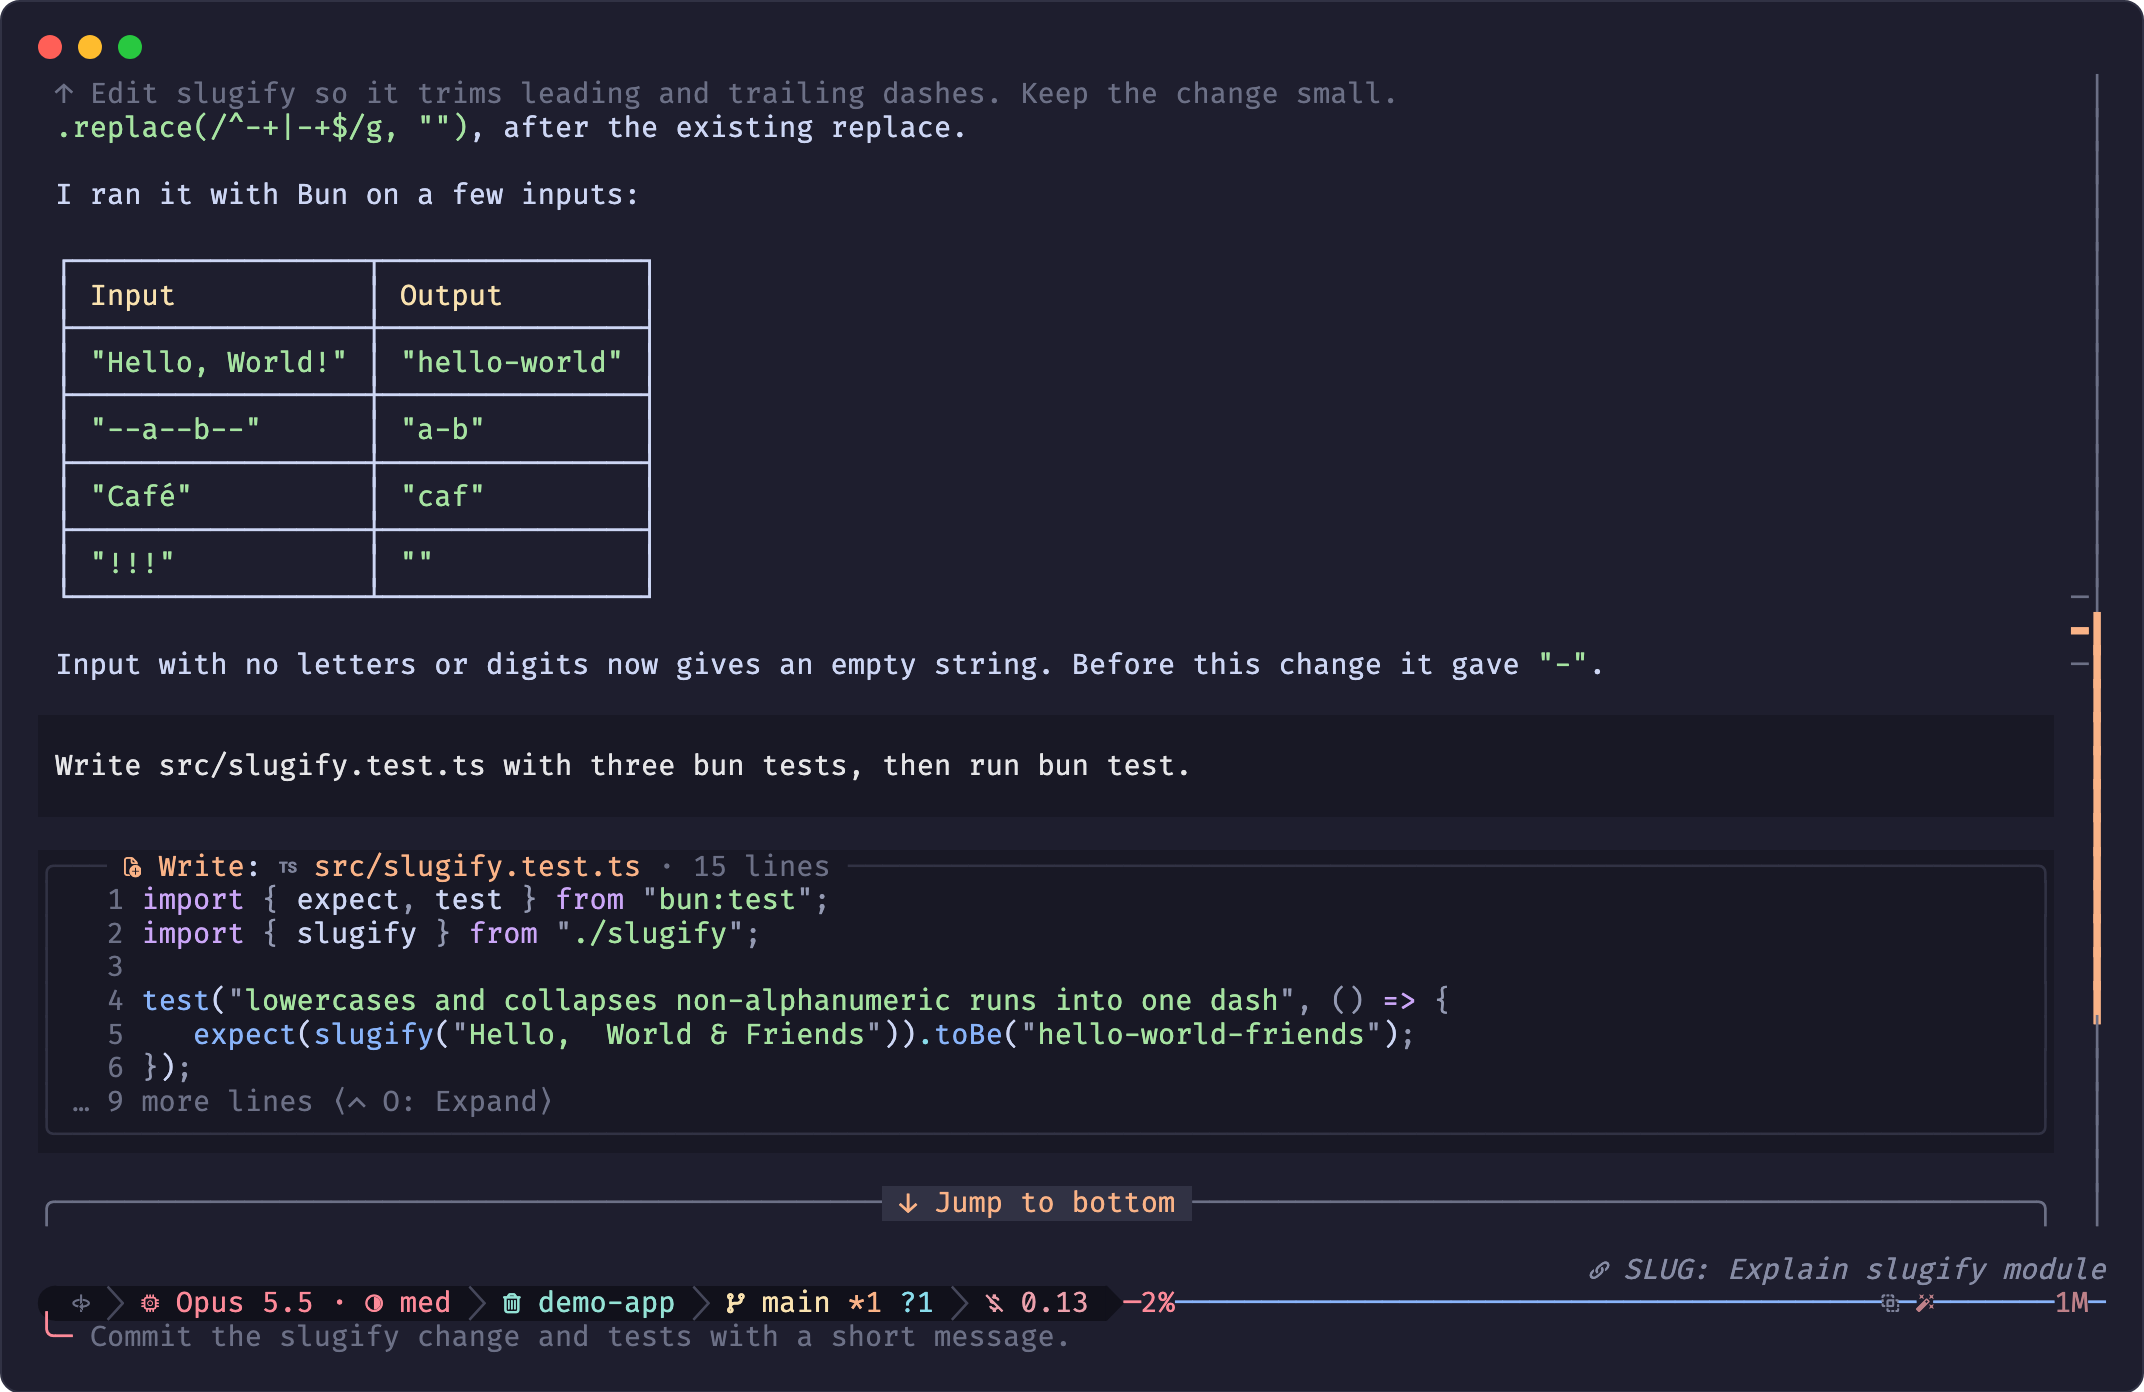 ↑ Edit slugify so it trims leading and trailing dashes. Keep the change small.
.replace(/^-+|-+$/g, ""), after the existing replace.
I ran it with Bun on a few inputs:
Input Output
"Hello, World!" "hello-world"
"--a--b--" "a-b"
"Café" "caf"
"!!!" ""
Input with no letters or digits now gives an empty string. Before this change it gave "-".
Write src/slugify.test.ts with three bun tests, then run bun test.
Write: TS src/slugify.test.ts · 15 lines
1 import { expect, test } from "bun:test";
2 import { slugify } from "./slugify";
3
4 test("lowercases and collapses non-alphanumeric runs into one dash", () => {
5    expect(slugify("Hello,  World & Friends")).toBe("hello-world-friends");
6 });
… 9 more lines ⟨^ O: Expand⟩
↓ Jump to bottom
SLUG: Explain slugify module
Opus 5.5 · med demo-app main *1 ?1 0.13 2% 1M
Commit the slugify change and tests with a short message.